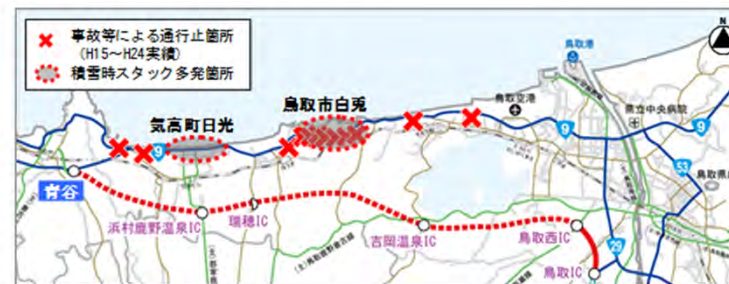 事故等による通行止箇所
(H15～H24実績)
積雪時スタック多発箇所
N
鳥取港
鳥取市白兎
気高町日光
鳥取空港
県立中央病院
9
9
9
53
青谷
浜村鹿野温泉IC
瑞穂IC
吉岡温泉IC
鳥取西IC
29
鳥取IC